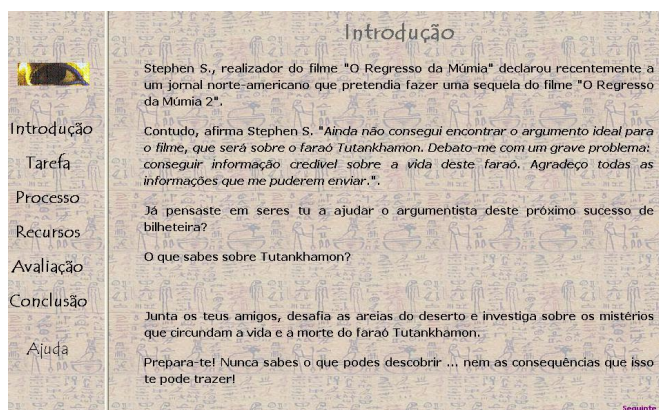 Introdução
Introdução
Tarefa
Processo
Recursos
Avaliação
Conclusão
Ajuda
Stephen S., realizador do filme "O Regresso da Múmia" declarou recentemente a
um jornal norte-americano que pretendia fazer uma sequela do filme "O Regresso
da Múmia 2".
Contudo, afirma Stephen S. "Ainda não consegui encontrar o argumento ideal para
o filme, que será sobre o faraó Tutankhamon. Debato-me com um grave problema:
conseguir informação credível sobre a vida deste faraó. Agradeço todas as
informações que me puderem enviar.".
Já pensaste em seres tu a ajudar o argumentista deste próximo sucesso de
bilheteira?
O que sabes sobre Tutankhamon?
Junta os teus amigos, desafia as areias do deserto e investiga sobre os mistérios
que circundam a vida e a morte do faraó Tutankhamon.
Prepara-te! Nunca sabes o que podes descobrir ... nem as consequências que isso
te pode trazer!
Seguinte